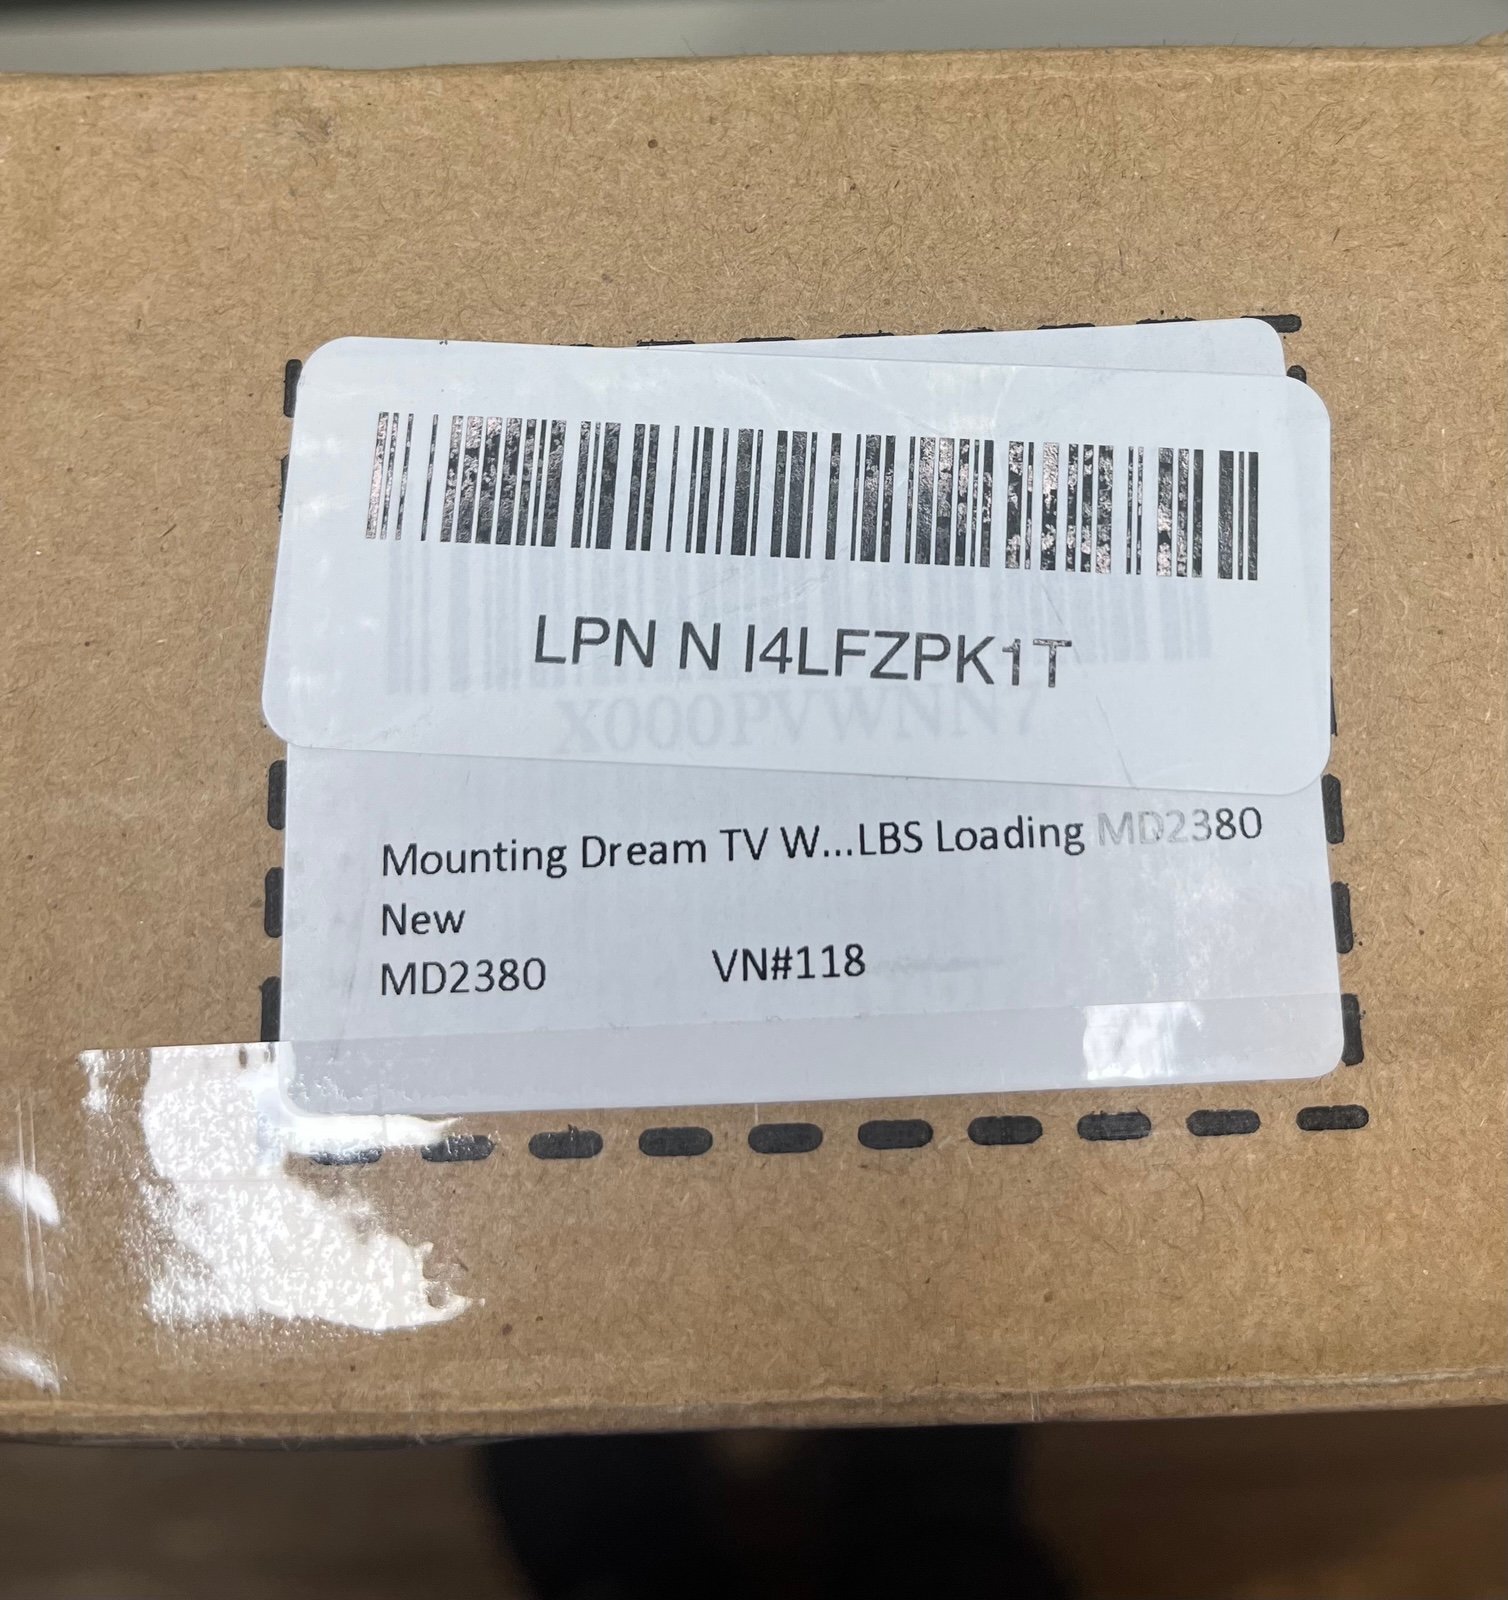 LPN N I4LFZPK1T
X000PVWNN7
Mounting Dream TV W...LBS Loading MD2380
New
MD2380 VN#118